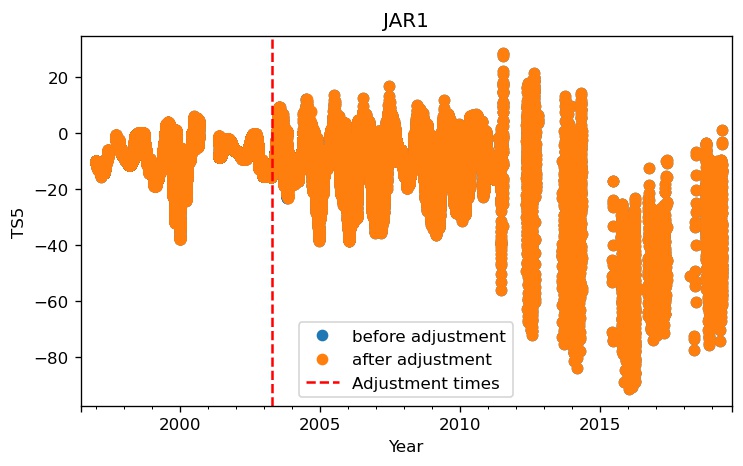 JAR1
TS5
20
0
−20
−40
−60
−80
before adjustment
after adjustment
Adjustment times
2000 2005 2010 2015
Year